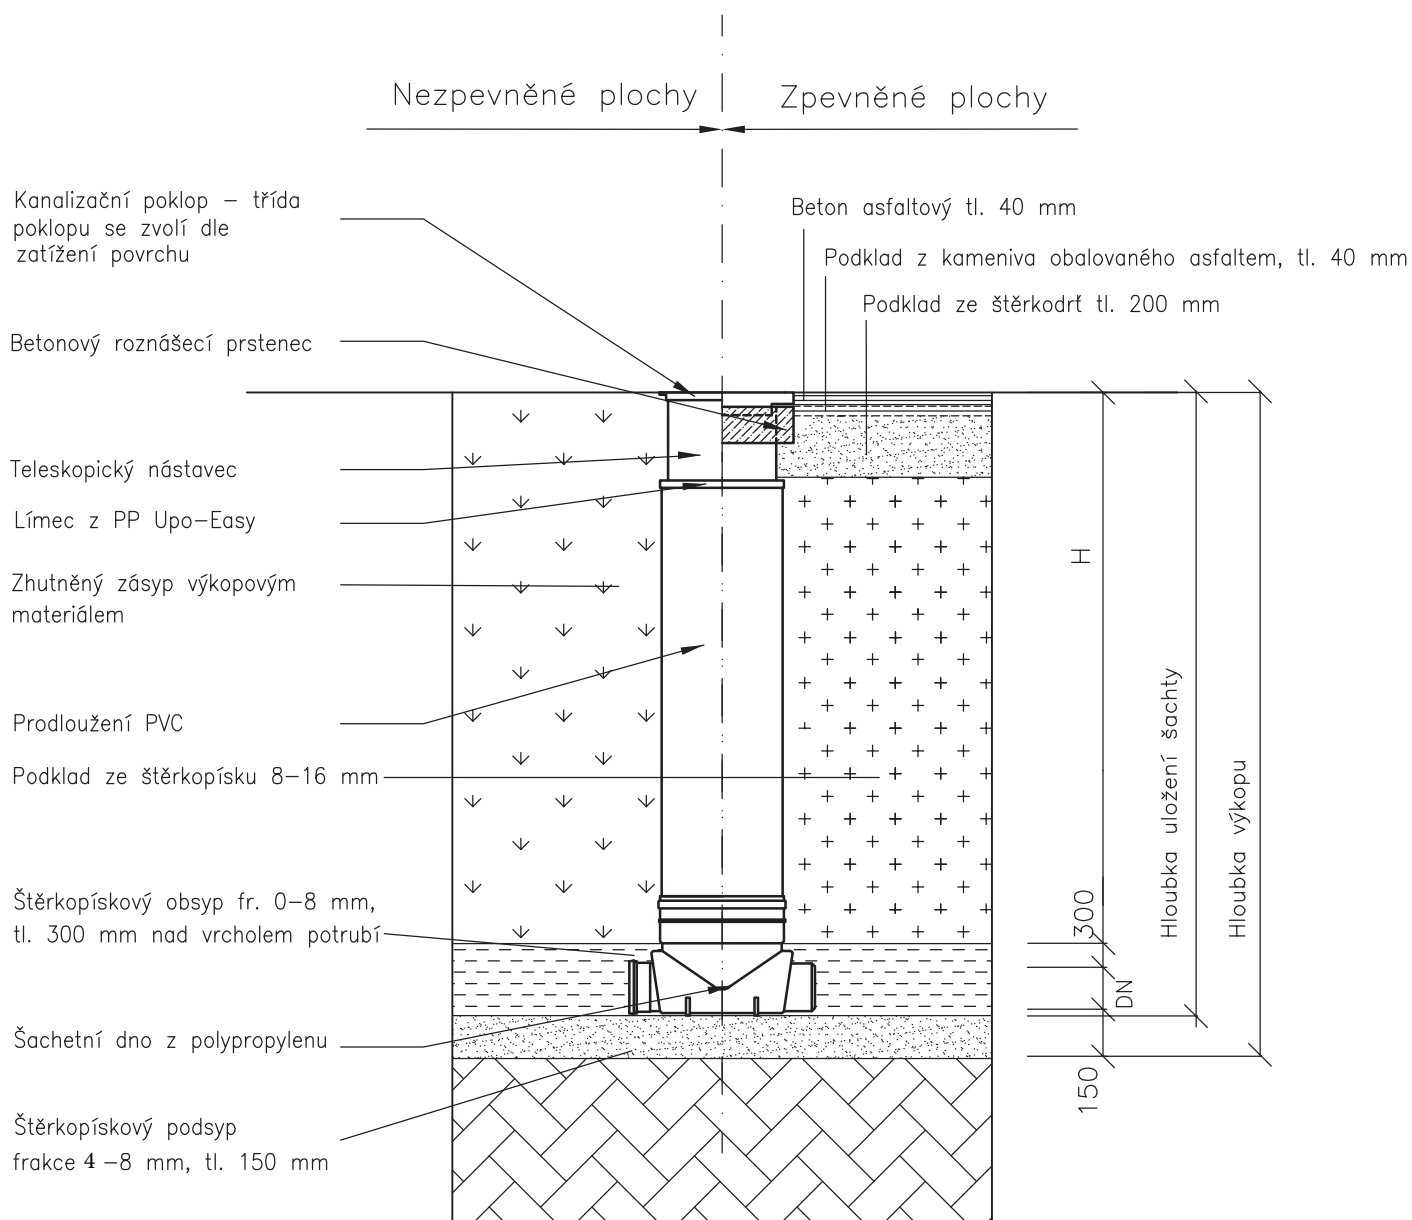 Nezpevněné plochy
Zpevněné plochy
Kanalizační poklop – třída
poklopu se zvolí dle
zatížení povrchu
Beton asfaltový tl. 40 mm
Podklad z kameniva obalovaného asfaltem, tl. 40 mm
Podklad ze štěrkodrť tl. 200 mm
Betonový roznášecí prstenec
Teleskopický nástavec
Límec z PP Upo–Easy
Zhutněný zásyp výkopovým
materiálem
Prodloužení PVC
Podklad ze štěrkopísku 8–16 mm
Štěrkopískový obsyp fr. 0–8 mm,
tl. 300 mm nad vrcholem potrubí
Šachetní dno z polypropylenu
Štěrkopískový podsyp
frakce 4 –8 mm, tl. 150 mm
H
300
DN
150
Hloubka uložení šachty
Hloubka výkopu